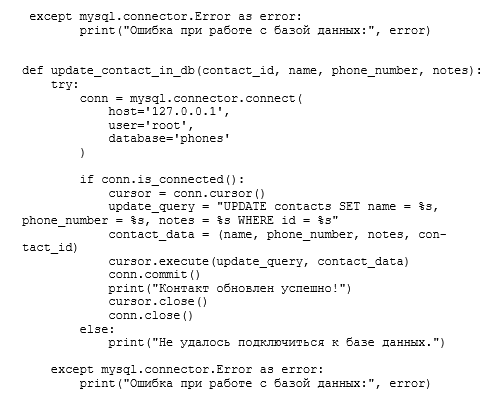 except mysql.connector.Error as error:
        print("Ошибка при работе с базой данных:", error)
def update_contact_in_db(contact_id, name, phone_number, notes):
    try:
        conn = mysql.connector.connect(
            host='127.0.0.1',
            user='root',
            database='phones'
        )
        if conn.is_connected():
            cursor = conn.cursor()
            update_query = "UPDATE contacts SET name = %s,
phone_number = %s, notes = %s WHERE id = %s"
            contact_data = (name, phone_number, notes, con-
tact_id)
            cursor.execute(update_query, contact_data)
            conn.commit()
            print("Контакт обновлен успешно!")
            cursor.close()
            conn.close()
        else:
            print("Не удалось подключиться к базе данных.")
    except mysql.connector.Error as error:
        print("Ошибка при работе с базой данных:", error)